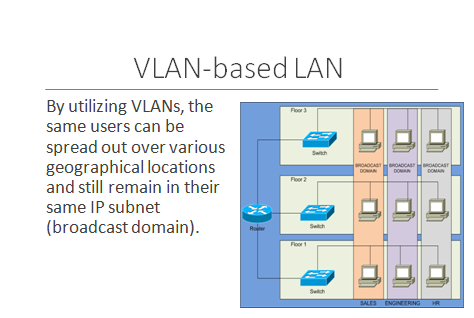 VLAN-based LAN
By utilizing VLANs, the
same users can be
spread out over various
geographical locations
and still remain in their
same IP subnet
(broadcast domain).
Floor 3
Switch
BROADCAST DOMAIN
BROADCAST DOMAIN
BROADCAST DOMAIN
Floor 2
Switch
Router
Floor 1
Switch
SALES
ENGINEERING
HR